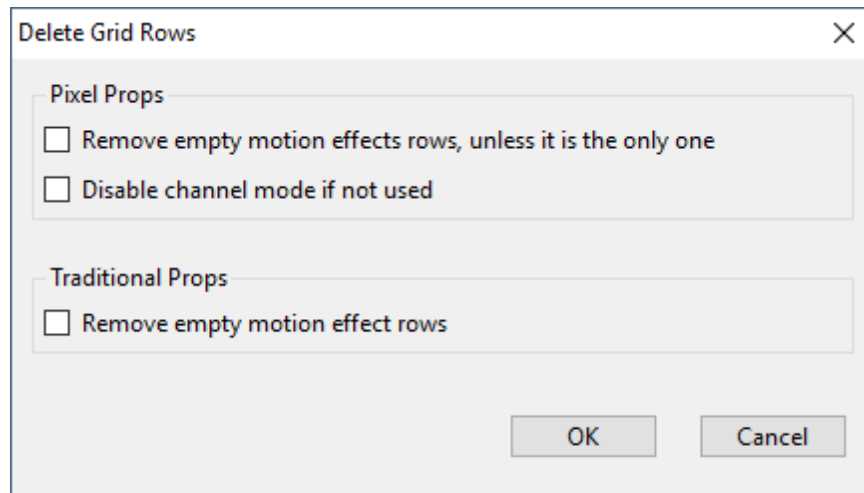 Delete Grid Rows
Pixel Props
Remove empty motion effects rows, unless it is the only one
Disable channel mode if not used
Traditional Props
Remove empty motion effect rows
OK Cancel